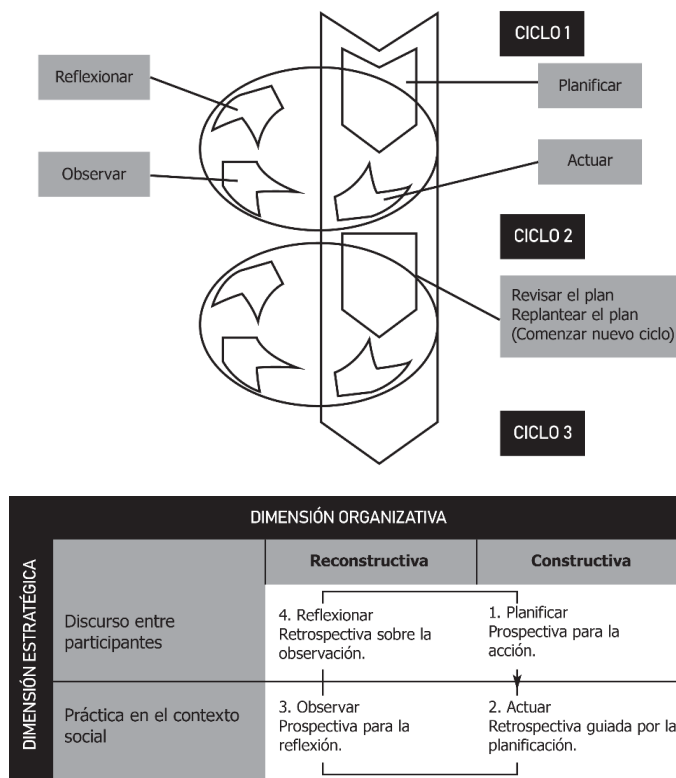 CICLO 1
Reflexionar
Planificar
Observar
Actuar
CICLO 2
Revisar el plan
Replantear el plan
(Comenzar nuevo ciclo)
CICLO 3
DIMENSIÓN ORGANIZATIVA
DIMENSIÓN ESTRATÉGICA
Reconstructiva
Constructiva
Discurso entre
participantes
4. Reflexionar
Retrospectiva sobre la
observación.
1. Planificar
Prospectiva para la
acción.
Práctica en el contexto
social
3. Observar
Prospectiva para la
reflexión.
2. Actuar
Retrospectiva guiada por la
planificación.